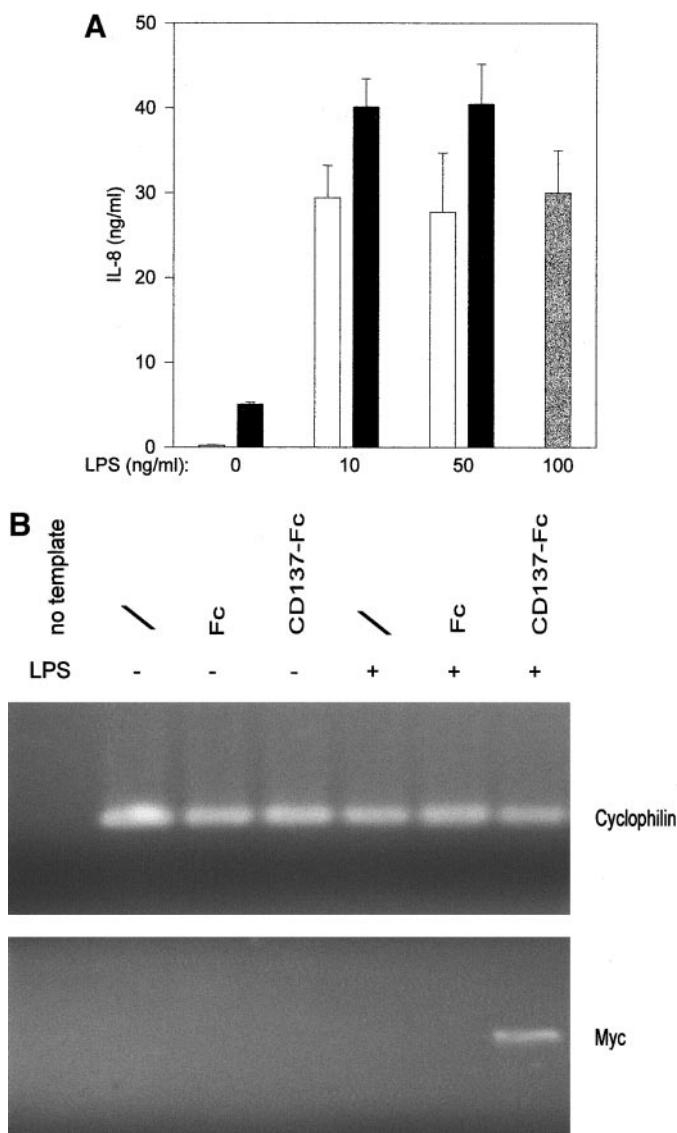 A
50
40
30
20
10
0
IL-8 (ng/ml)
LPS (ng/ml): 0 10 50 100
B
no template / Fc CD137-Fc / Fc CD137-Fc
LPS - - - + + +
Cyclophilin
Myc